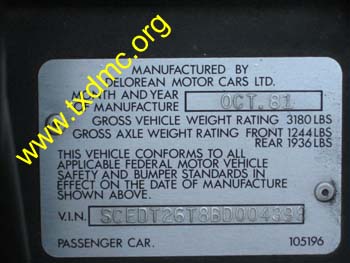 MANUFACTURED BY
DELOREAN MOTOR CARS LTD.
MONTH AND YEAR
OF MANUFACTURE OCT. 81
GROSS VEHICLE WEIGHT RATING 3180 LBS
GROSS AXLE WEIGHT RATING FRONT 1244 LBS
REAR 1936 LBS
THIS VEHICLE CONFORMS TO ALL
APPLICABLE FEDERAL MOTOR VEHICLE
SAFETY AND BUMPER STANDARDS IN
EFFECT ON THE DATE OF MANUFACTURE
SHOWN ABOVE.
V.I.N. SCEDT26T8BD004393
PASSENGER CAR. 105196
www.txdmc.org